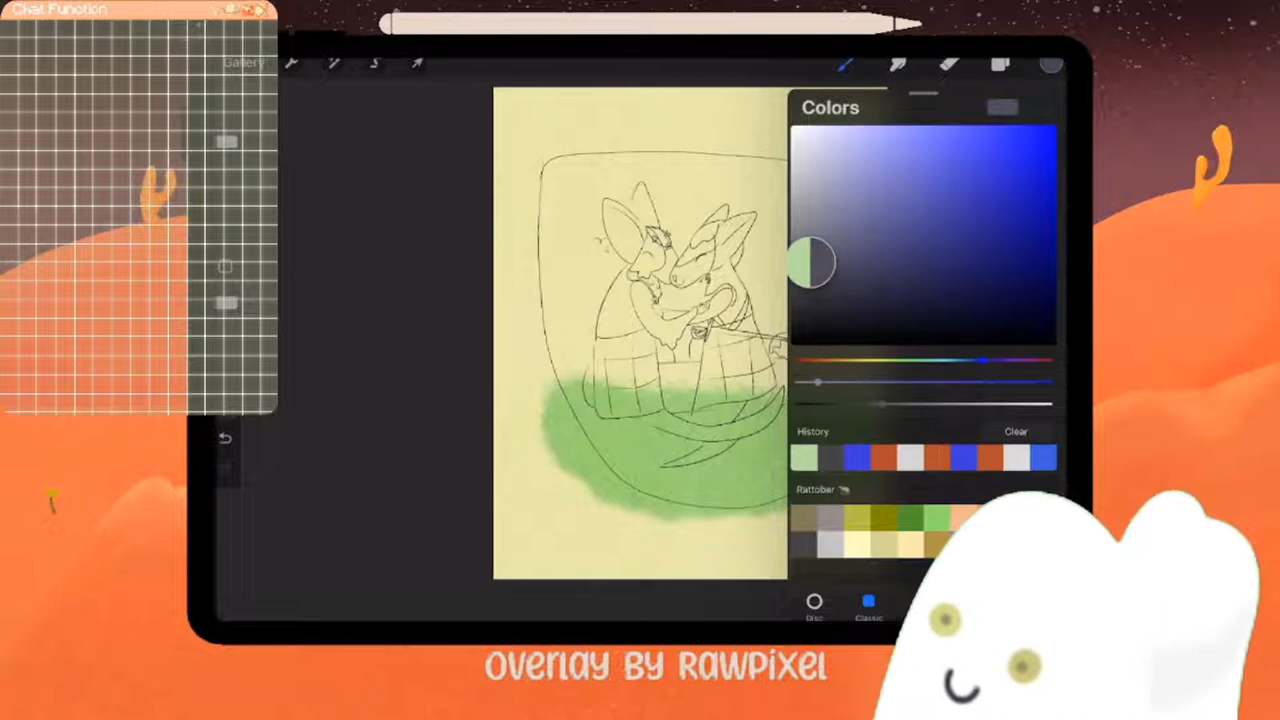 Chat Function
Gallery
Colors
History
Clear
Rattober
Disc
Classic
OVERLAY BY RAWPIXEL